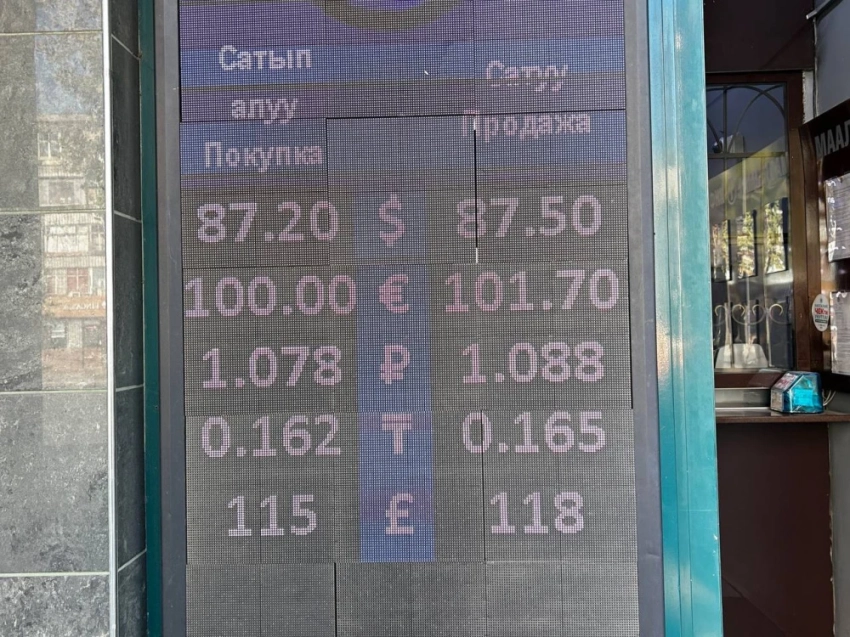 Сатып
алуу
Покупка
Сатуу
Продажа
87.20 $ 87.50
100.00 € 101.70
1.078 ₽ 1.088
0.162 ₸ 0.165
115 £ 118